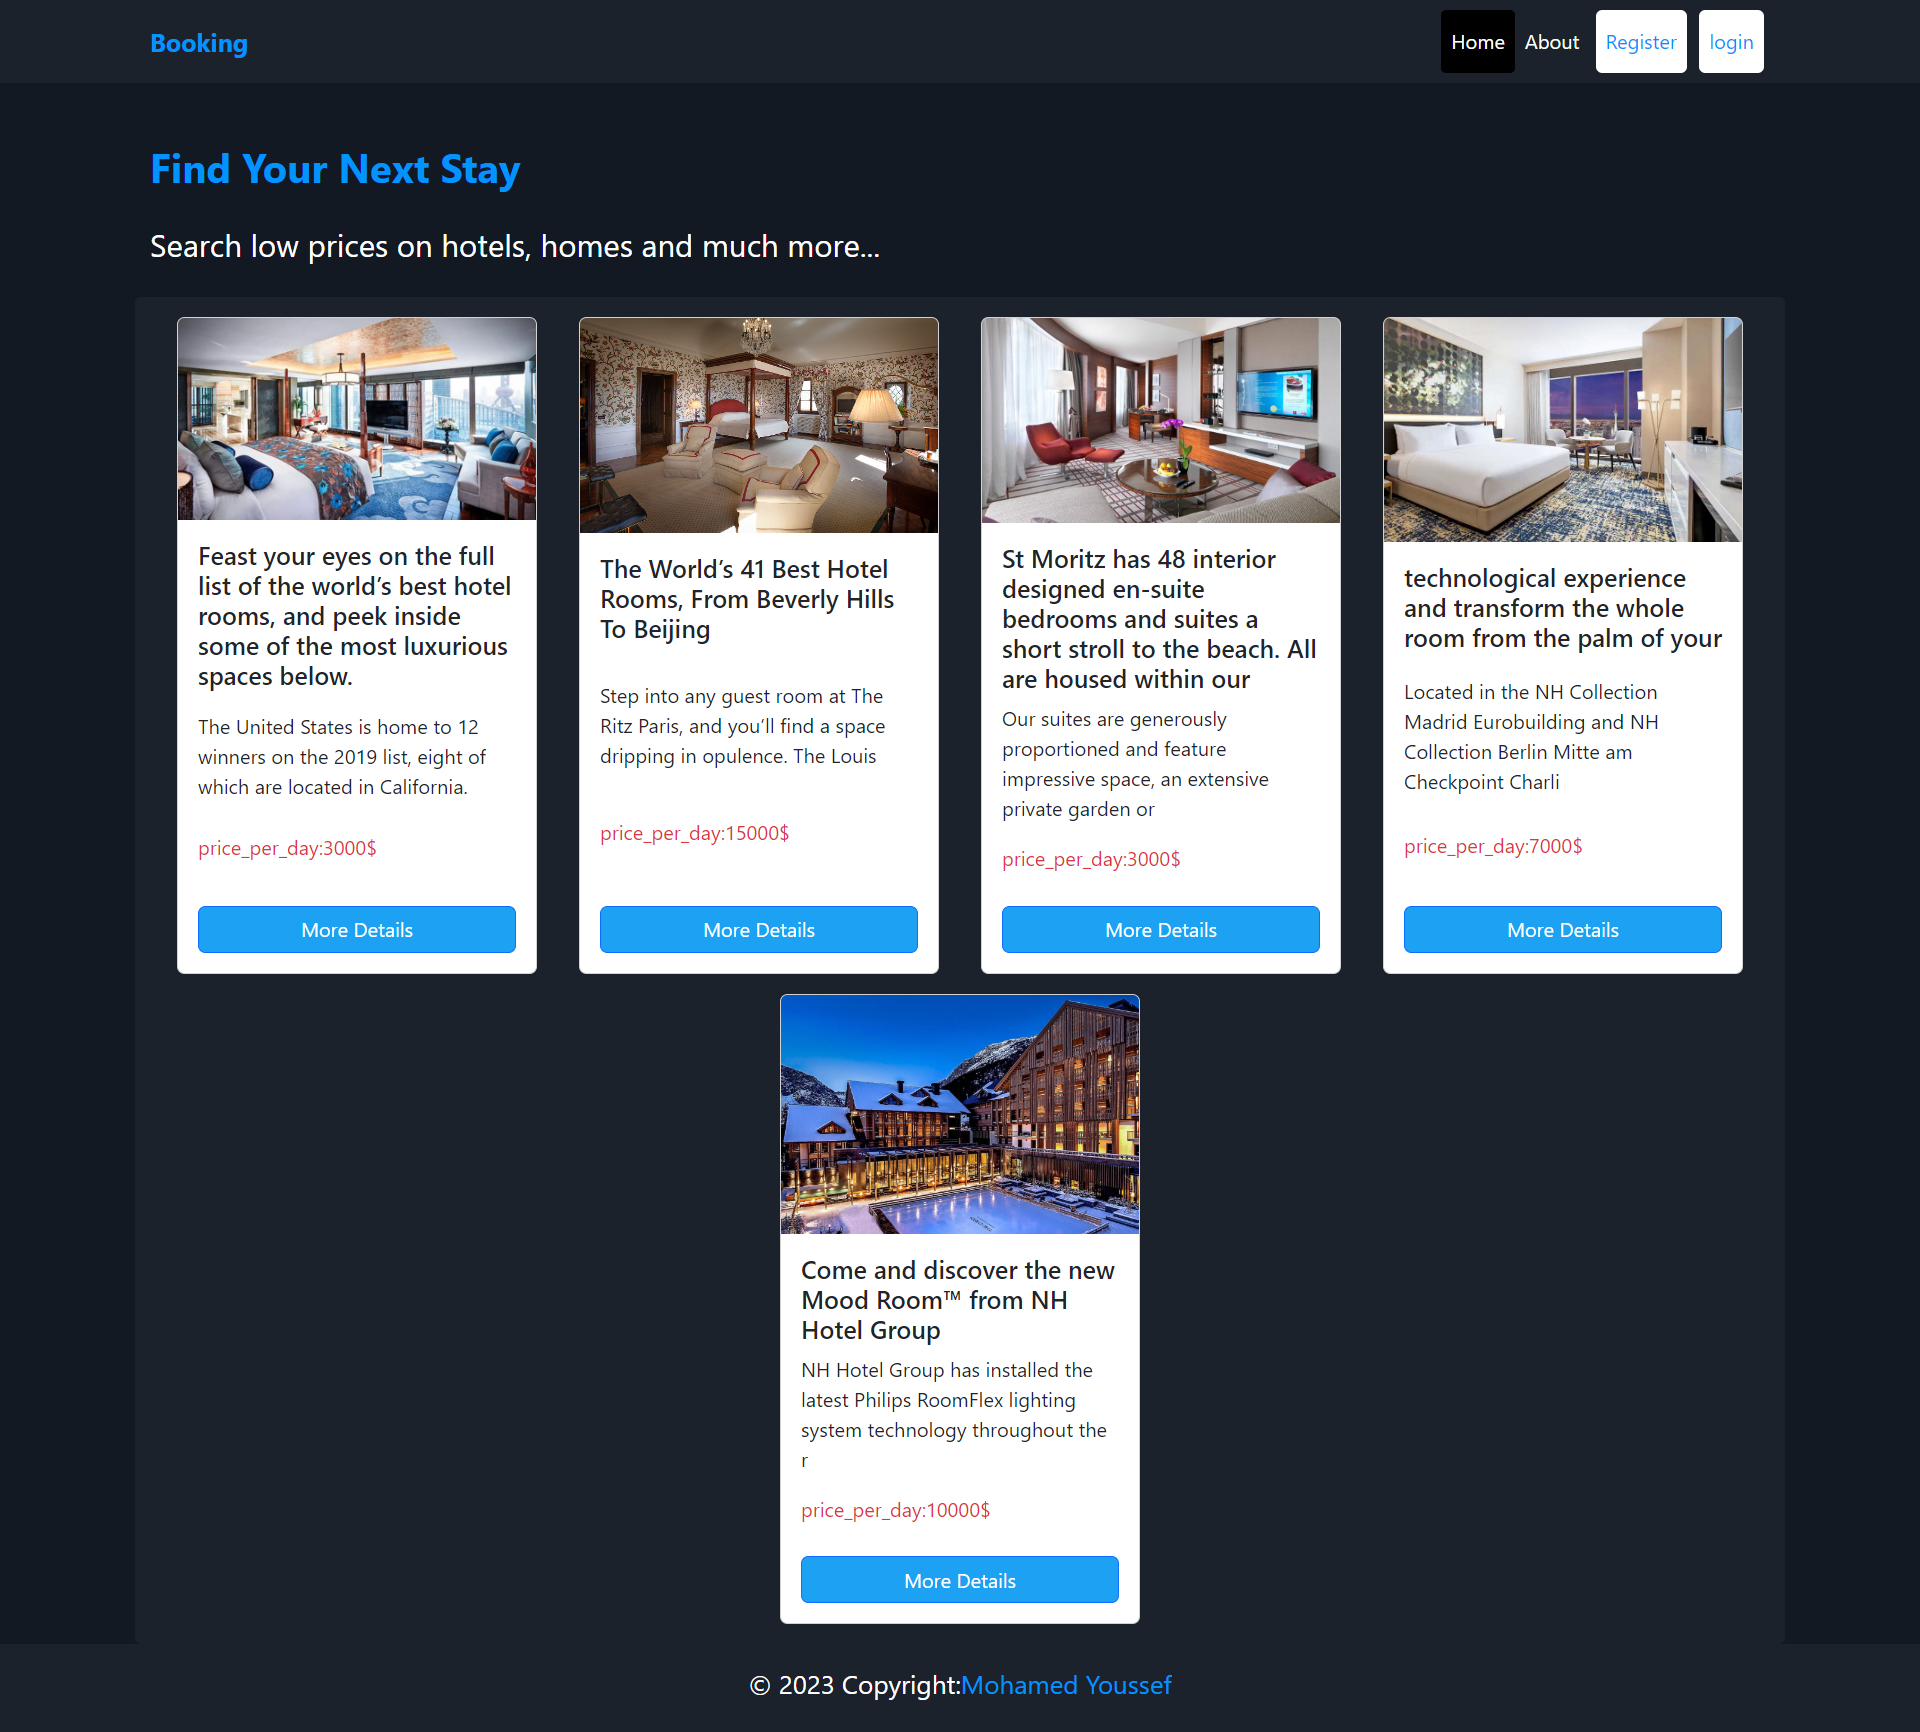 Booking
Home
About
Register
login
Find Your Next Stay
Search low prices on hotels, homes and much more...
Feast your eyes on the full
list of the world’s best hotel
rooms, and peek inside
some of the most luxurious
spaces below.
The United States is home to 12
winners on the 2019 list, eight of
which are located in California.
price_per_day:3000$
More Details
The World’s 41 Best Hotel
Rooms, From Beverly Hills
To Beijing
Step into any guest room at The
Ritz Paris, and you’ll find a space
dripping in opulence. The Louis
price_per_day:15000$
More Details
St Moritz has 48 interior
designed en-suite
bedrooms and suites a
short stroll to the beach. All
are housed within our
Our suites are generously
proportioned and feature
impressive space, an extensive
private garden or
price_per_day:3000$
More Details
technological experience
and transform the whole
room from the palm of your
Located in the NH Collection
Madrid Eurobuilding and NH
Collection Berlin Mitte am
Checkpoint Charli
price_per_day:7000$
More Details
Come and discover the new
Mood Room™ from NH
Hotel Group
NH Hotel Group has installed the
latest Philips RoomFlex lighting
system technology throughout the
r
price_per_day:10000$
More Details
© 2023 Copyright:Mohamed Youssef